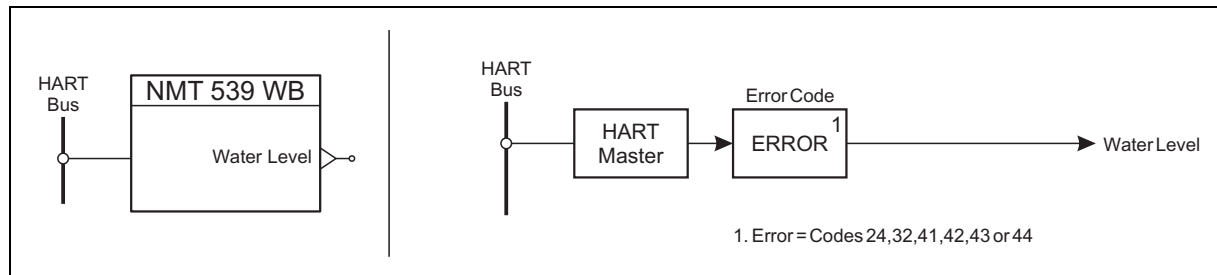 HART
Bus
NMT 539 WB
Water Level
HART
Bus
HART
Master
Error Code
ERROR 1
Water Level
1. Error = Codes 24,32,41,42,43 or 44